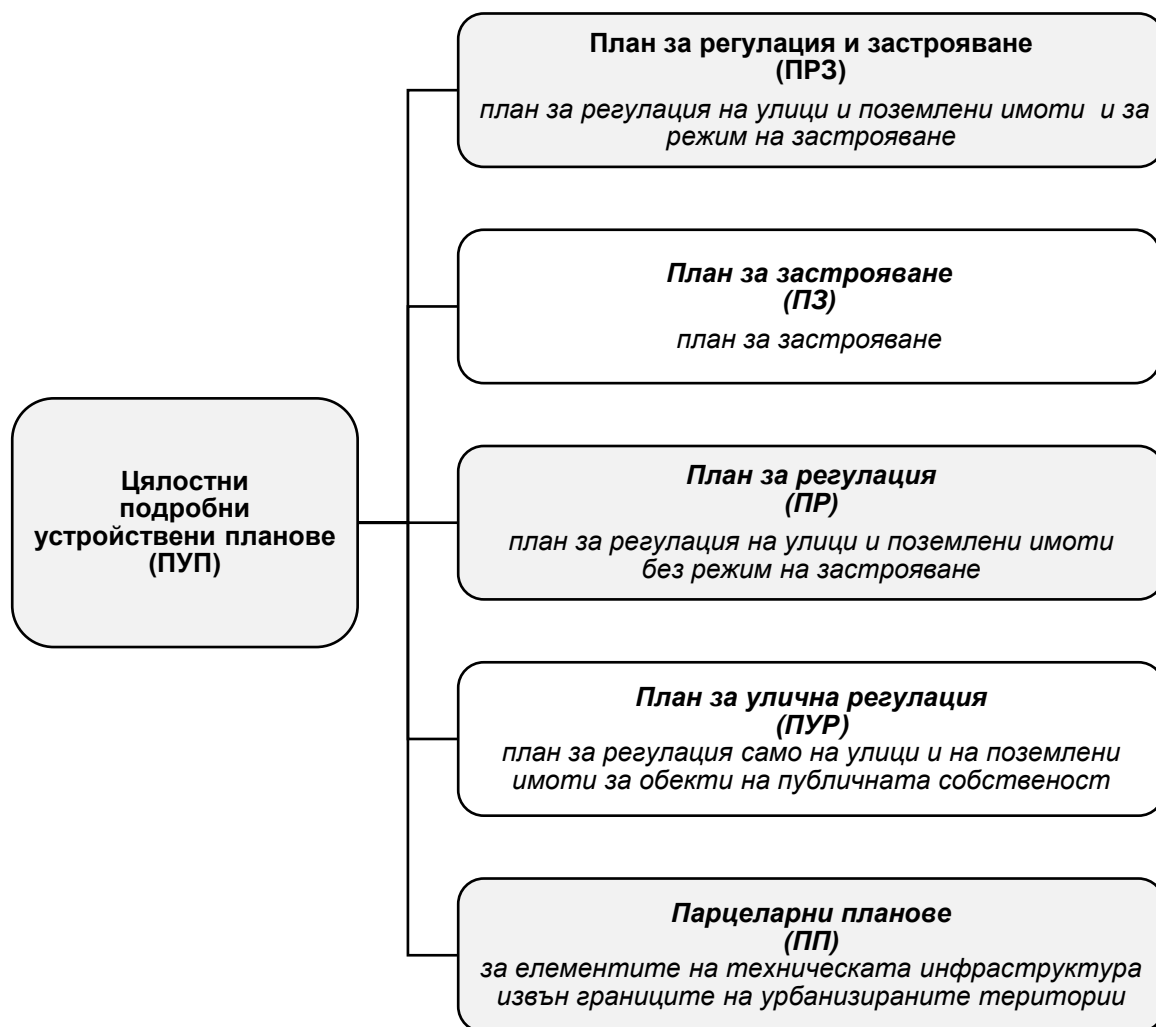 План за регулация и застрояване
(ПРЗ)
план за регулация на улици и поземлени имоти и за
режим на застрояване
План за застрояване
(ПЗ)
план за застрояване
Цялостни
подробни
устройствени планове
(ПУП)
План за регулация
(ПР)
план за регулация на улици и поземлени имоти
без режим на застрояване
План за улична регулация
(ПУР)
план за регулация само на улици и на поземлени
имоти за обекти на публичната собственост
Парцеларни планове
(ПП)
за елементите на техническата инфраструктура
извън границите на урбанизираните територии